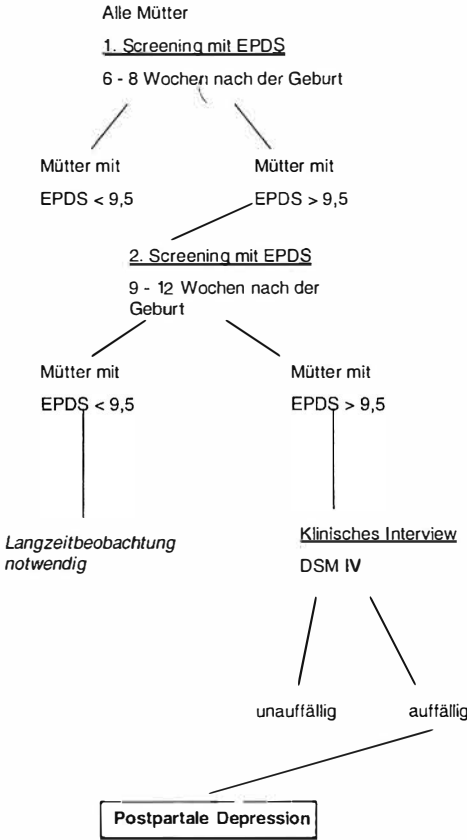 Alle Mütter
1. Screening mit EPDS
6 - 8 Wochen nach der Geburt
Mütter mit
EPDS < 9,5
Mütter mit
EPDS > 9,5
2. Screening mit EPDS
9 - 12 Wochen nach der
Geburt
Mütter mit
EPDS < 9,5
Mütter mit
EPDS > 9,5
Langzeitbeobachtung
notwendig
Klinisches Interview
DSM IV
unauffällig
auffällig
Postpartale Depression